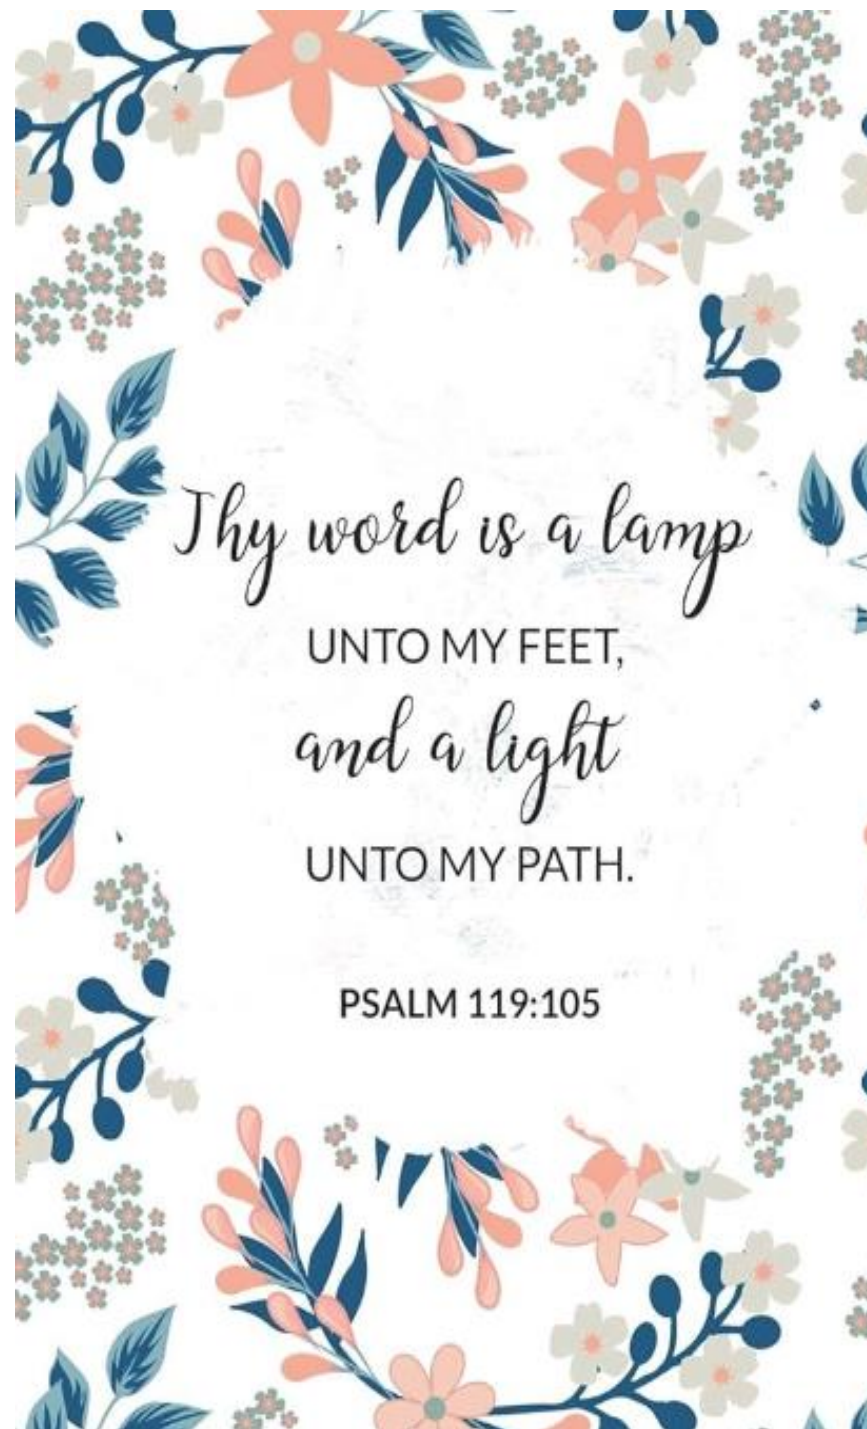 Thy word is a lamp
UNTO MY FEET,
and a light
UNTO MY PATH.
PSALM 119:105